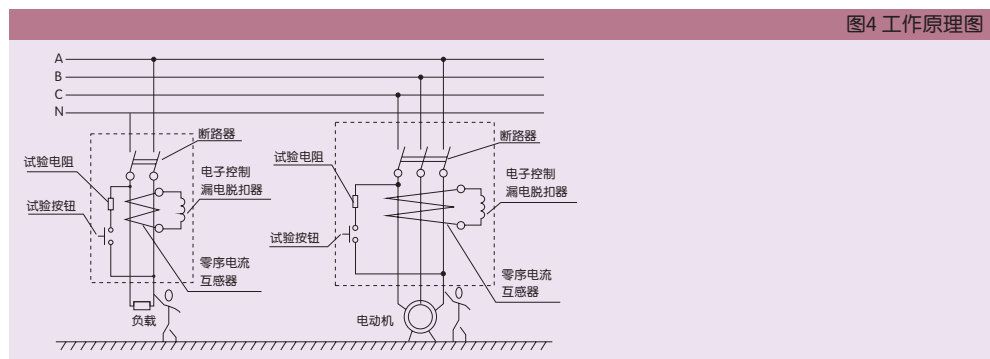 图4 工作原理图
A
B
C
N
断路器
试验电阻
电子控制
漏电脱扣器
试验按钮
零序电流
互感器
负载
断路器
试验电阻
电子控制
漏电脱扣器
试验按钮
零序电流
互感器
电动机